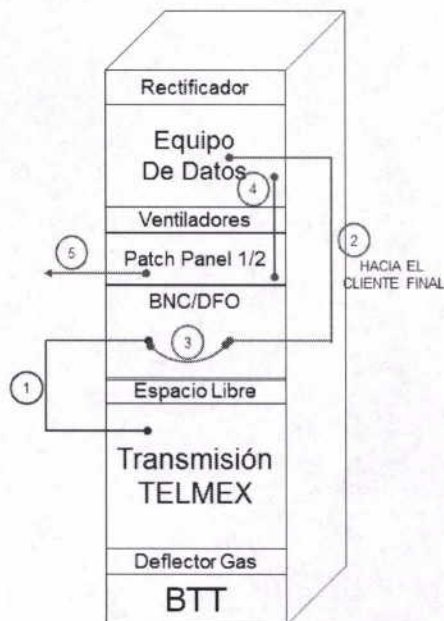 Rectificador
Equipo
De Datos
4
Ventiladores
5
Patch Panel 1/2
2
HACIA EL
CLIENTE FINAL
BNC/DFO
3
1
Espacio Libre
Transmisión
TELMEX
Deflector Gas
BTT